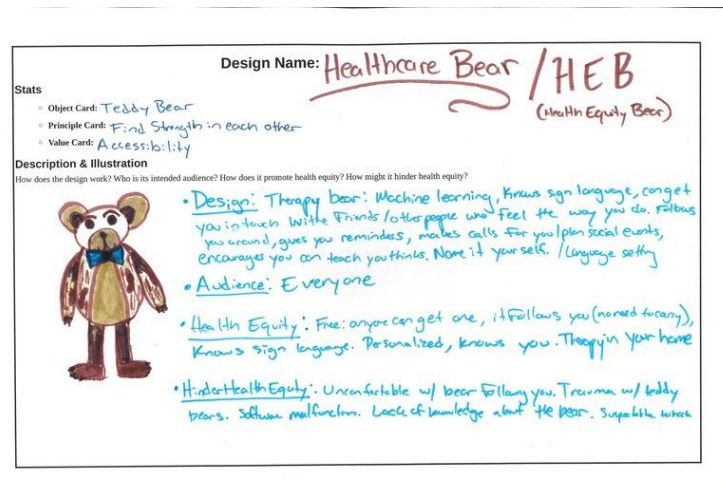 Design Name: Healthcare Bear / HEB
(Health Equity Bear)
Stats
Object Card: Teddy Bear
Principle Card: Find Strength in each other
Value Card: Accessibility
Description & Illustration
How does the design work? Who is its intended audience? How does it promote health equity? How might it hinder health equity?
• Design: Therapy bear: Machine learning, knows sign language, can get
you in touch with Friends/other people who feel the way you do. Follows
you around, gives you reminders, makes calls for you/plan social events,
encourages you can teach you things. Name it yourself. /Language setting
• Audience: Everyone
• Health Equity: Free: anyone can get one, it follows you (no need to carry),
Knows sign language. Personalized, knows you. Therapy in your home
• Hinder Health Equity: Uncomfortable w/ bear following you. Trauma w/ teddy
bears. Software malfunction. Lack of knowledge about the bear.